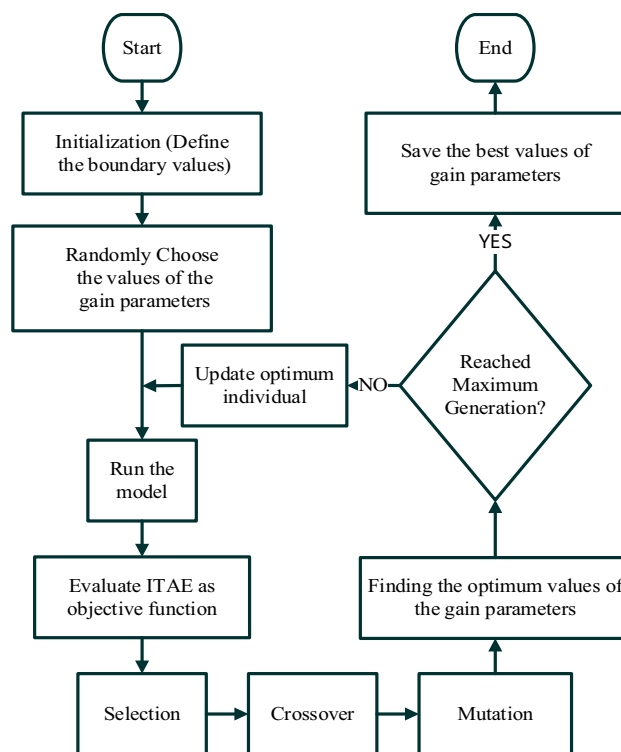 Start
Initialization (Define
the boundary values)
Randomly Choose
the values of the
gain parameters
Update optimum
individual
Run the
model
Evaluate ITAE as
objective function
Selection
Crossover
Mutation
Finding the optimum values of
the gain parameters
Reached
Maximum
Generation?
NO
YES
Save the best values of
gain parameters
End